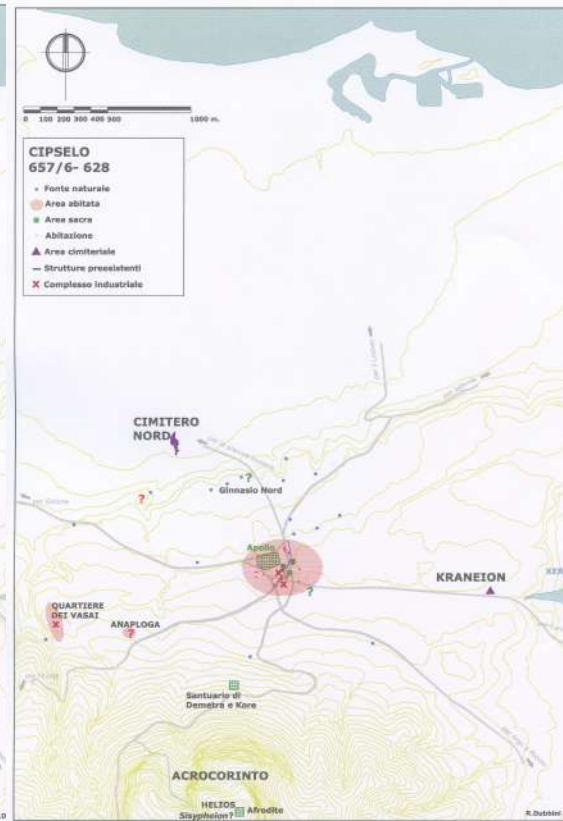 0 100 200 300 400 500 1000 m.
CIPSELO
657/6- 628
Fonte naturale
Area abitata
Area sacra
Abitazione
Area cimiteriale
Strutture preesistenti
Complesso industriale
CIMITERO
NORD
?
Ginnasio Nord
?
Apollo
KRANEION
XER
?
QUARTIERE
DEI VASAI
ANAPLOGA
?
Santuario di
Demetra e Kore
ACROCORINTO
HELIOS
Sisypheion?
Afrodite
R.Dubbini